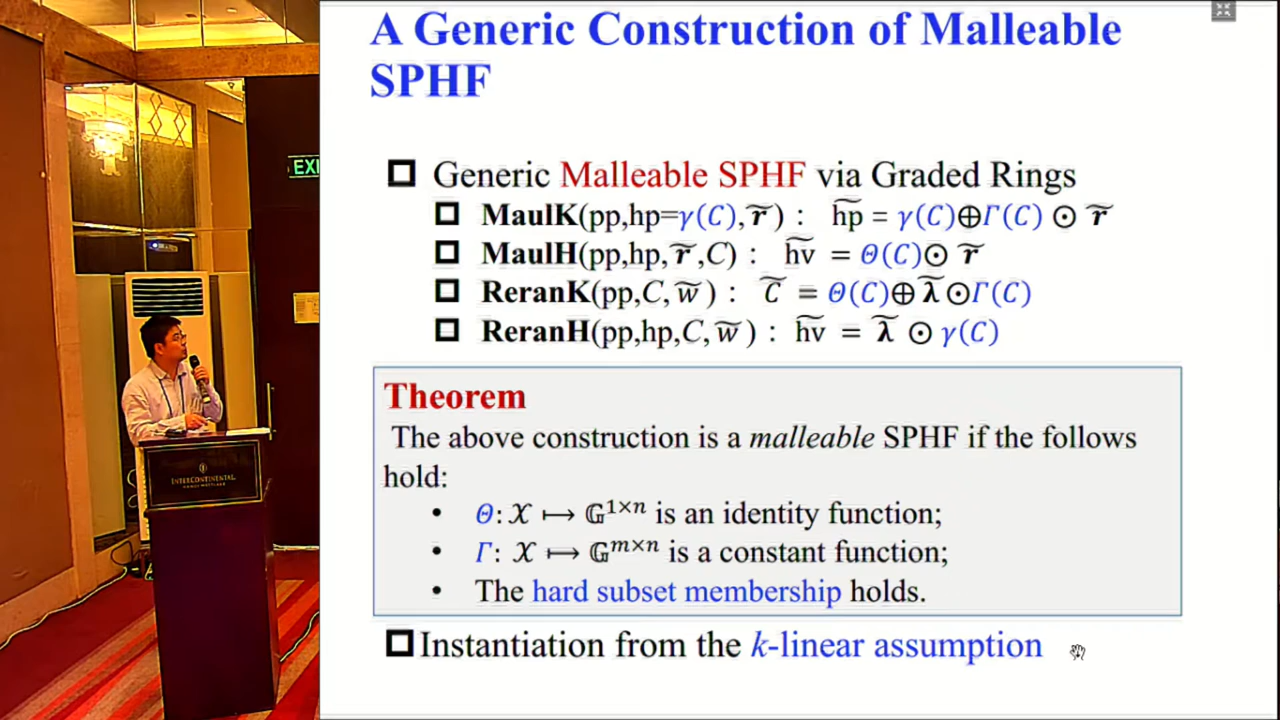 A Generic Construction of Malleable
SPHF
Generic Malleable SPHF via Graded Rings
MaulK(pp,hp=γ(C),r̃) : h͠p = γ(C)⊕Γ(C) ⊙ r̃
MaulH(pp,hp,r̃,C) : h͠v = Θ(C)⊙ r̃
ReranK(pp,C,w̃) : C̃ = Θ(C)⊕λ̃⊙Γ(C)
ReranH(pp,hp,C,w̃) : h͠v = λ̃ ⊙ γ(C)
Theorem
The above construction is a malleable SPHF if the follows
hold:
• Θ: 𝒳 ↦ 𝔾^{1×n} is an identity function;
• Γ: 𝒳 ↦ 𝔾^{m×n} is a constant function;
• The hard subset membership holds.
Instantiation from the k-linear assumption
EXI
INTERCONTINENTAL